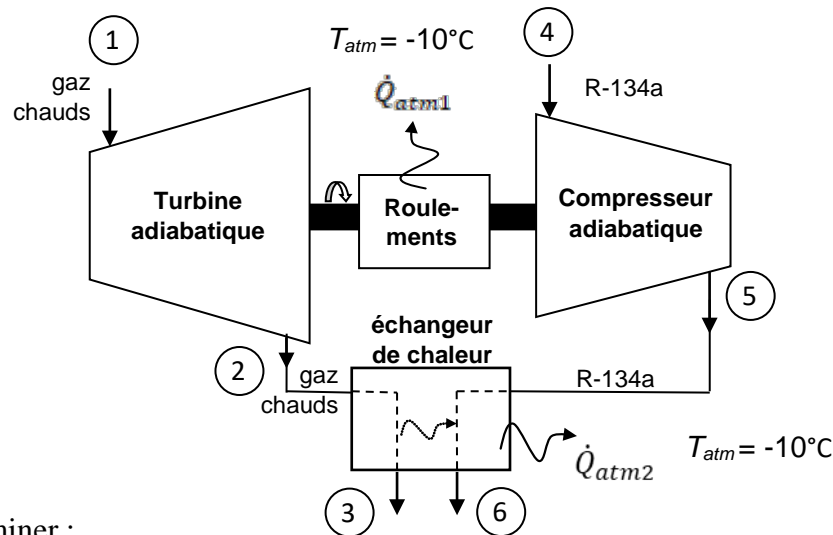 1
T_atm = -10°C
4
gaz
chauds
Q̇_atm1
R-134a
Turbine
adiabatique
Roule-
ments
Compresseur
adiabatique
5
échangeur
de chaleur
2
gaz
chauds
R-134a
Q̇_atm2
T_atm = -10°C
3
6
niner :